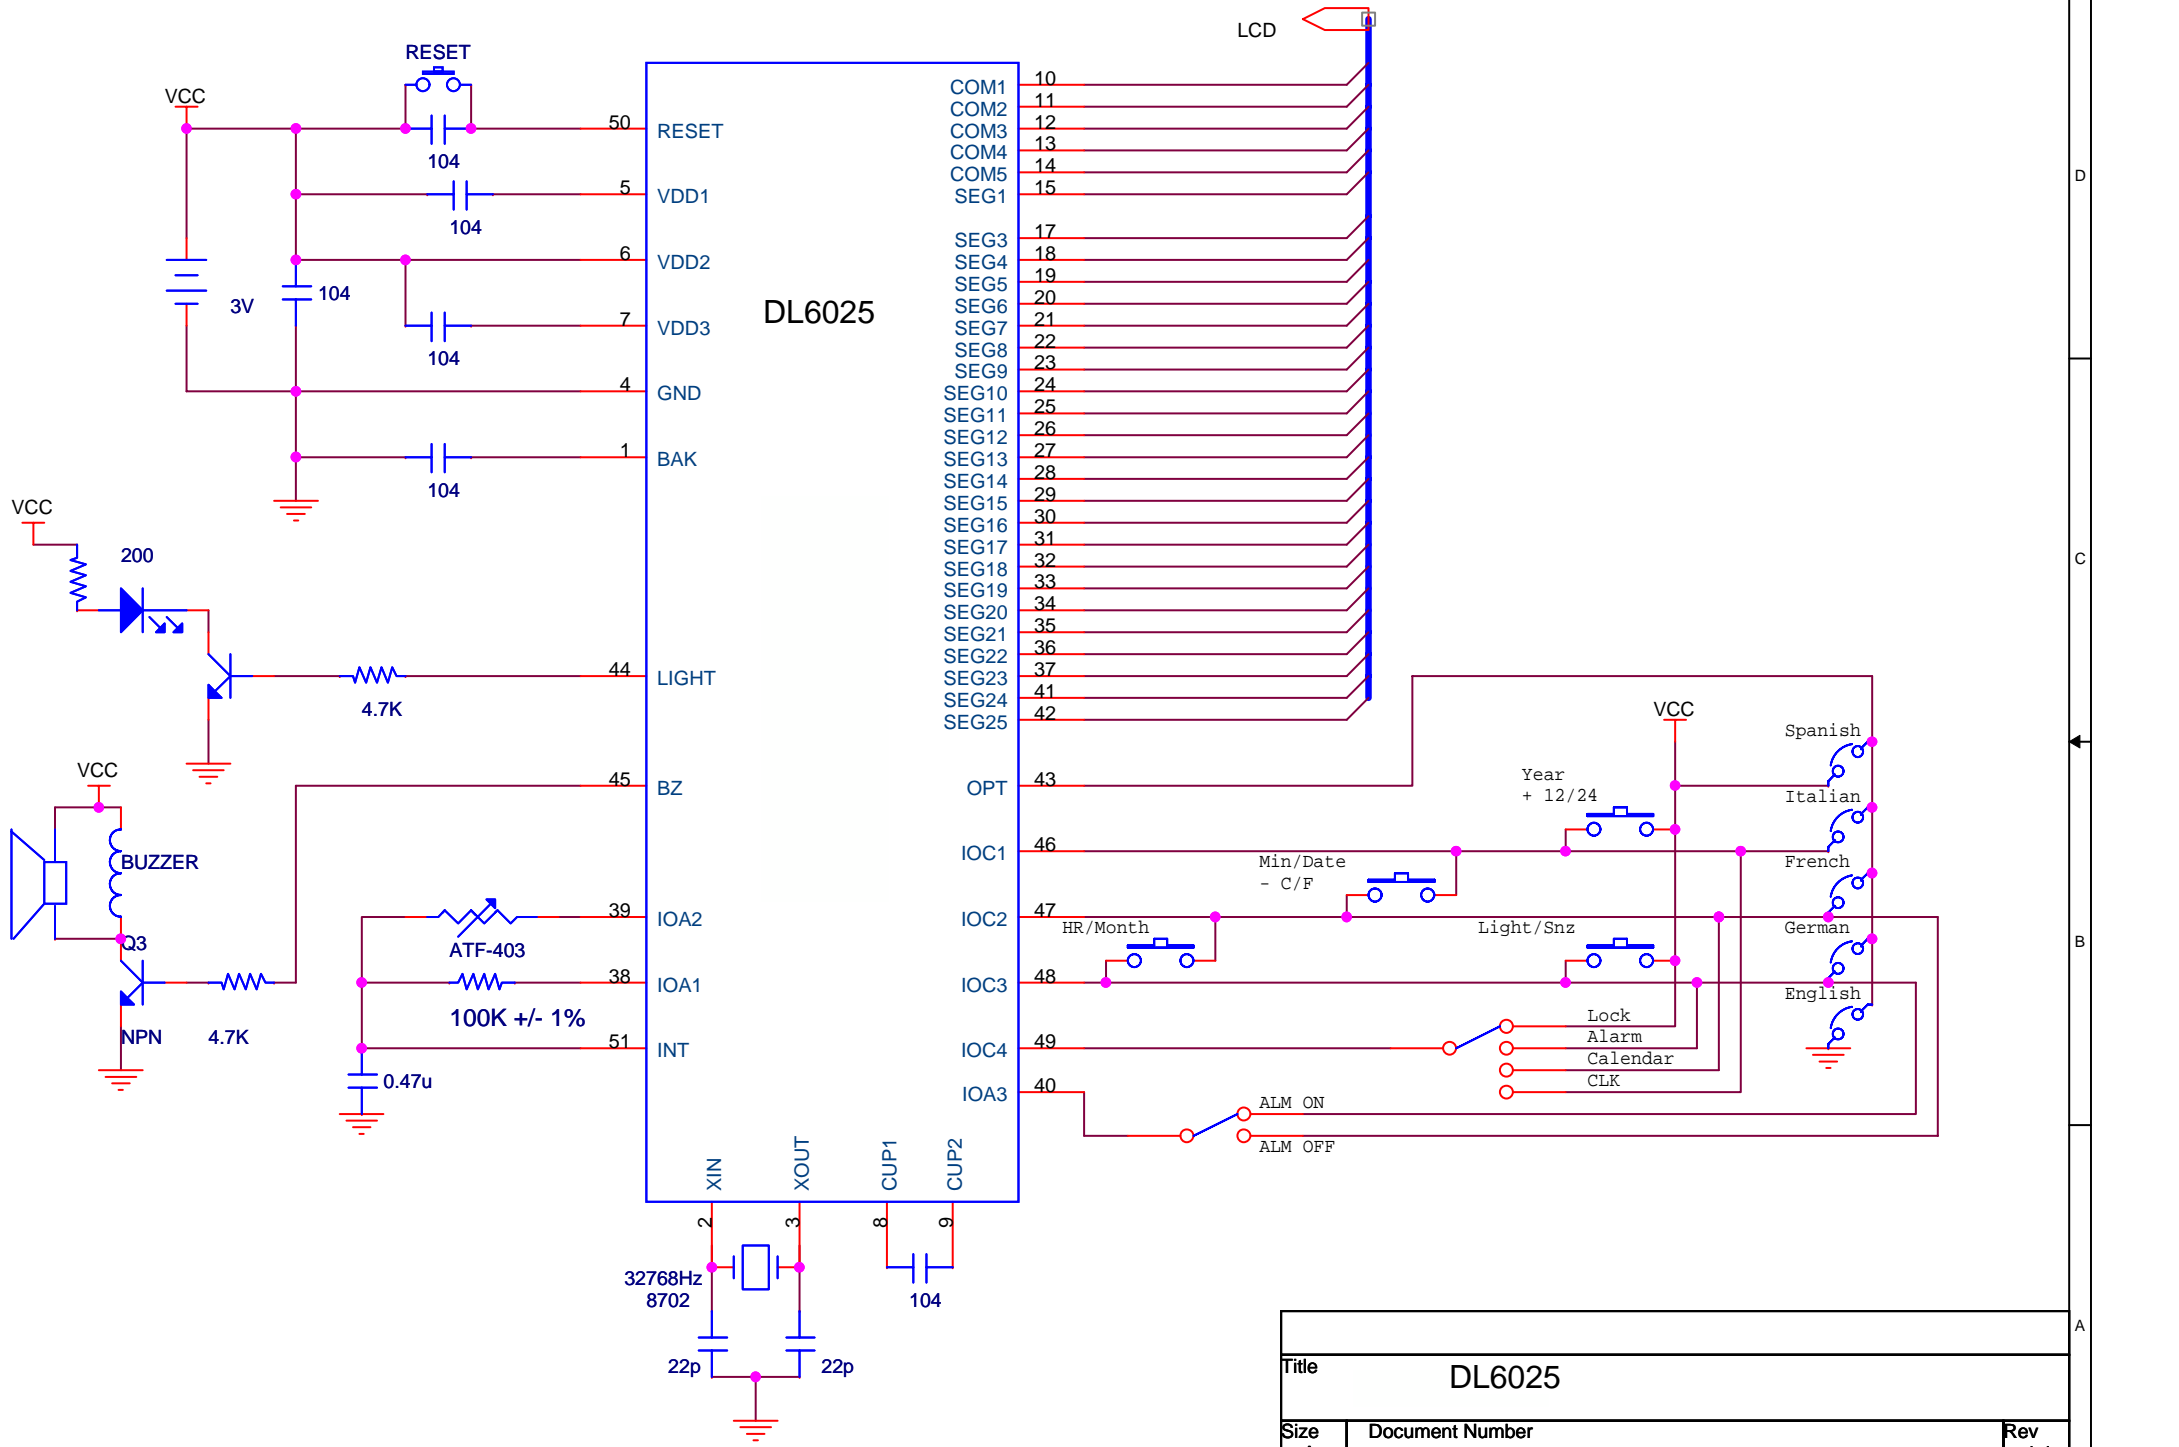 LCD
RESET
VCC
104
104
3V
104
104
104
VCC
200
4.7K
VCC
BUZZER
Q3
NPN
4.7K
ATF-403
100K +/- 1%
0.47u
50 RESET
5 VDD1
6 VDD2
7 VDD3
4 GND
1 BAK
44 LIGHT
45 BZ
39 IOA2
38 IOA1
51 INT
DL6025
COM1 10
COM2 11
COM3 12
COM4 13
COM5 14
SEG1 15
SEG3 17
SEG4 18
SEG5 19
SEG6 20
SEG7 21
SEG8 22
SEG9 23
SEG10 24
SEG11 25
SEG12 26
SEG13 27
SEG14 28
SEG15 29
SEG16 30
SEG17 31
SEG18 32
SEG19 33
SEG20 34
SEG21 35
SEG22 36
SEG23 37
SEG24 41
SEG25 42
OPT 43
IOC1 46
IOC2 47
IOC3 48
IOC4 49
IOA3 40
XIN 2
XOUT 3
CUP1 8
CUP2 9
32768Hz
8702
22p
22p
104
VCC
Year
+ 12/24
Min/Date
- C/F
HR/Month
Light/Snz
Spanish
Italian
French
German
English
Lock
Alarm
Calendar
CLK
ALM ON
ALM OFF
D
C
B
A
Title
DL6025
Size
Document Number
Rev